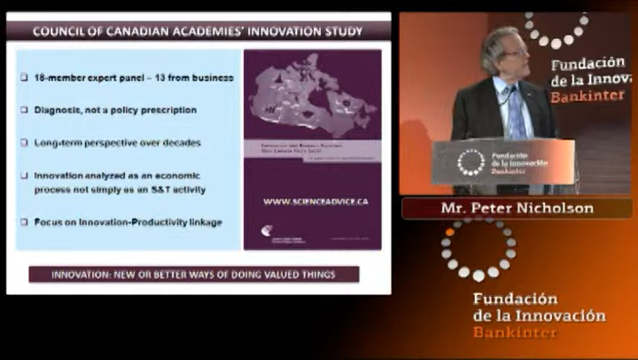 COUNCIL OF CANADIAN ACADEMIES' INNOVATION STUDY
18-member expert panel – 13 from business
Diagnosis, not a policy prescription
Long-term perspective over decades
Innovation analyzed as an economic
process not simply as an S&T activity
Focus on Innovation-Productivity linkage
WWW.SCIENCEADVICE.CA
INNOVATION: NEW OR BETTER WAYS OF DOING VALUED THINGS
Fundación
de la Innova
Bankinter
Fundación
de la Innovación
Bankinter
Mr. Peter Nicholson
Fundación
de la Innovación
Bankinter